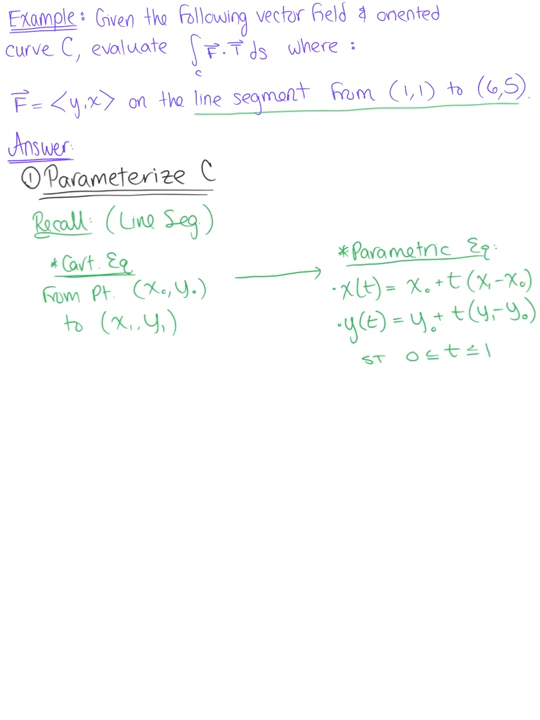 Example: Given the following vector field & oriented
curve C, evaluate ∫_C F⃗ · T⃗ ds where :
F⃗ = <y,x> on the line segment from (1,1) to (6,5).
Answer:
① Parameterize C
Recall: (Line Seg.)
* Cart. Eq
From Pt. (x₀, y₀)
to (x₁, y₁)
* Parametric Eq:
· x(t) = x₀ + t(x₁-x₀)
· y(t) = y₀ + t(y₁-y₀)
ST 0 ≤ t ≤ 1